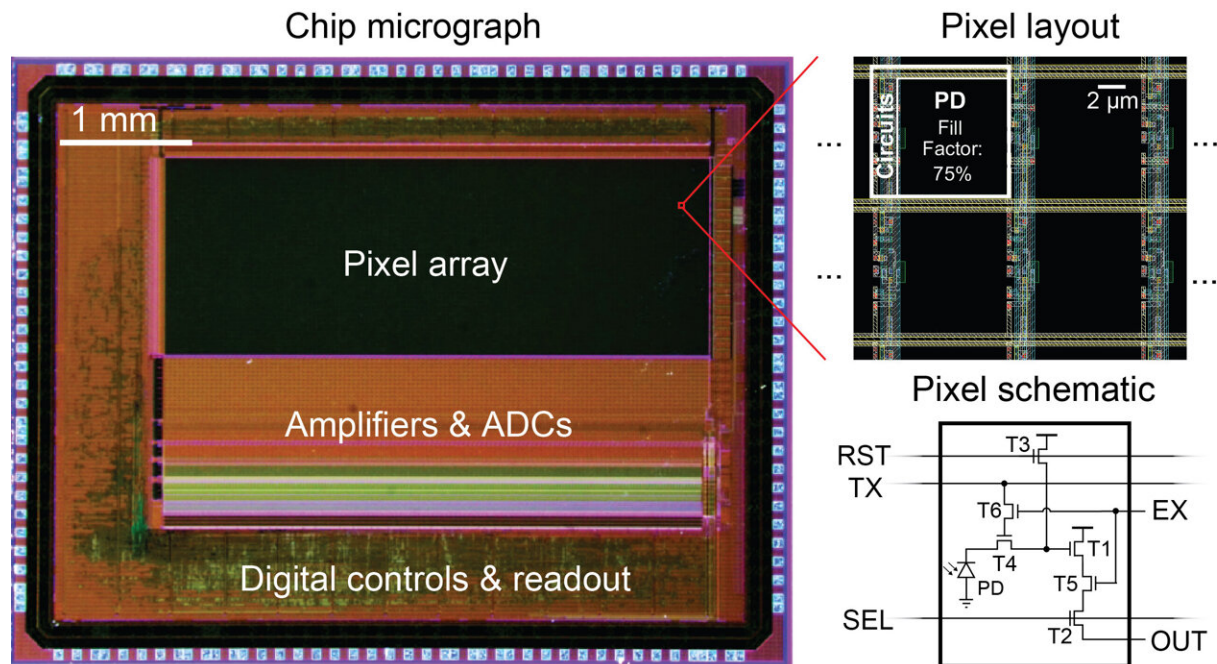 Chip micrograph
1 mm
Pixel array
Amplifiers & ADCs
Digital controls & readout
Pixel layout
Circuits
PD
Fill
Factor:
75%
2 μm
...
...
...
...
Pixel schematic
RST
T3
TX
T6
EX
T4
T1
PD
T5
SEL
T2
OUT